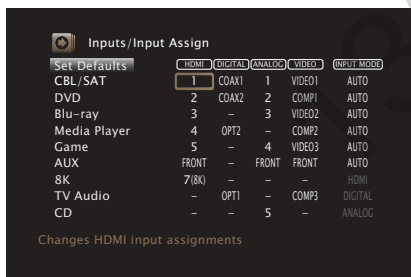 Inputs/Input Assign
Set Defaults HDMI DIGITAL ANALOG VIDEO INPUT MODE
CBL/SAT 1 COAX1 1 VIDEO1 AUTO
DVD 2 COAX2 2 COMP1 AUTO
Blu-ray 3 – 3 VIDEO2 AUTO
Media Player 4 OPT2 – COMP2 AUTO
Game 5 – 4 VIDEO3 AUTO
AUX FRONT – FRONT FRONT AUTO
8K 7(8K) – – – HDMI
TV Audio – OPT1 – COMP3 DIGITAL
CD – – 5 – ANALOG
Changes HDMI input assignments